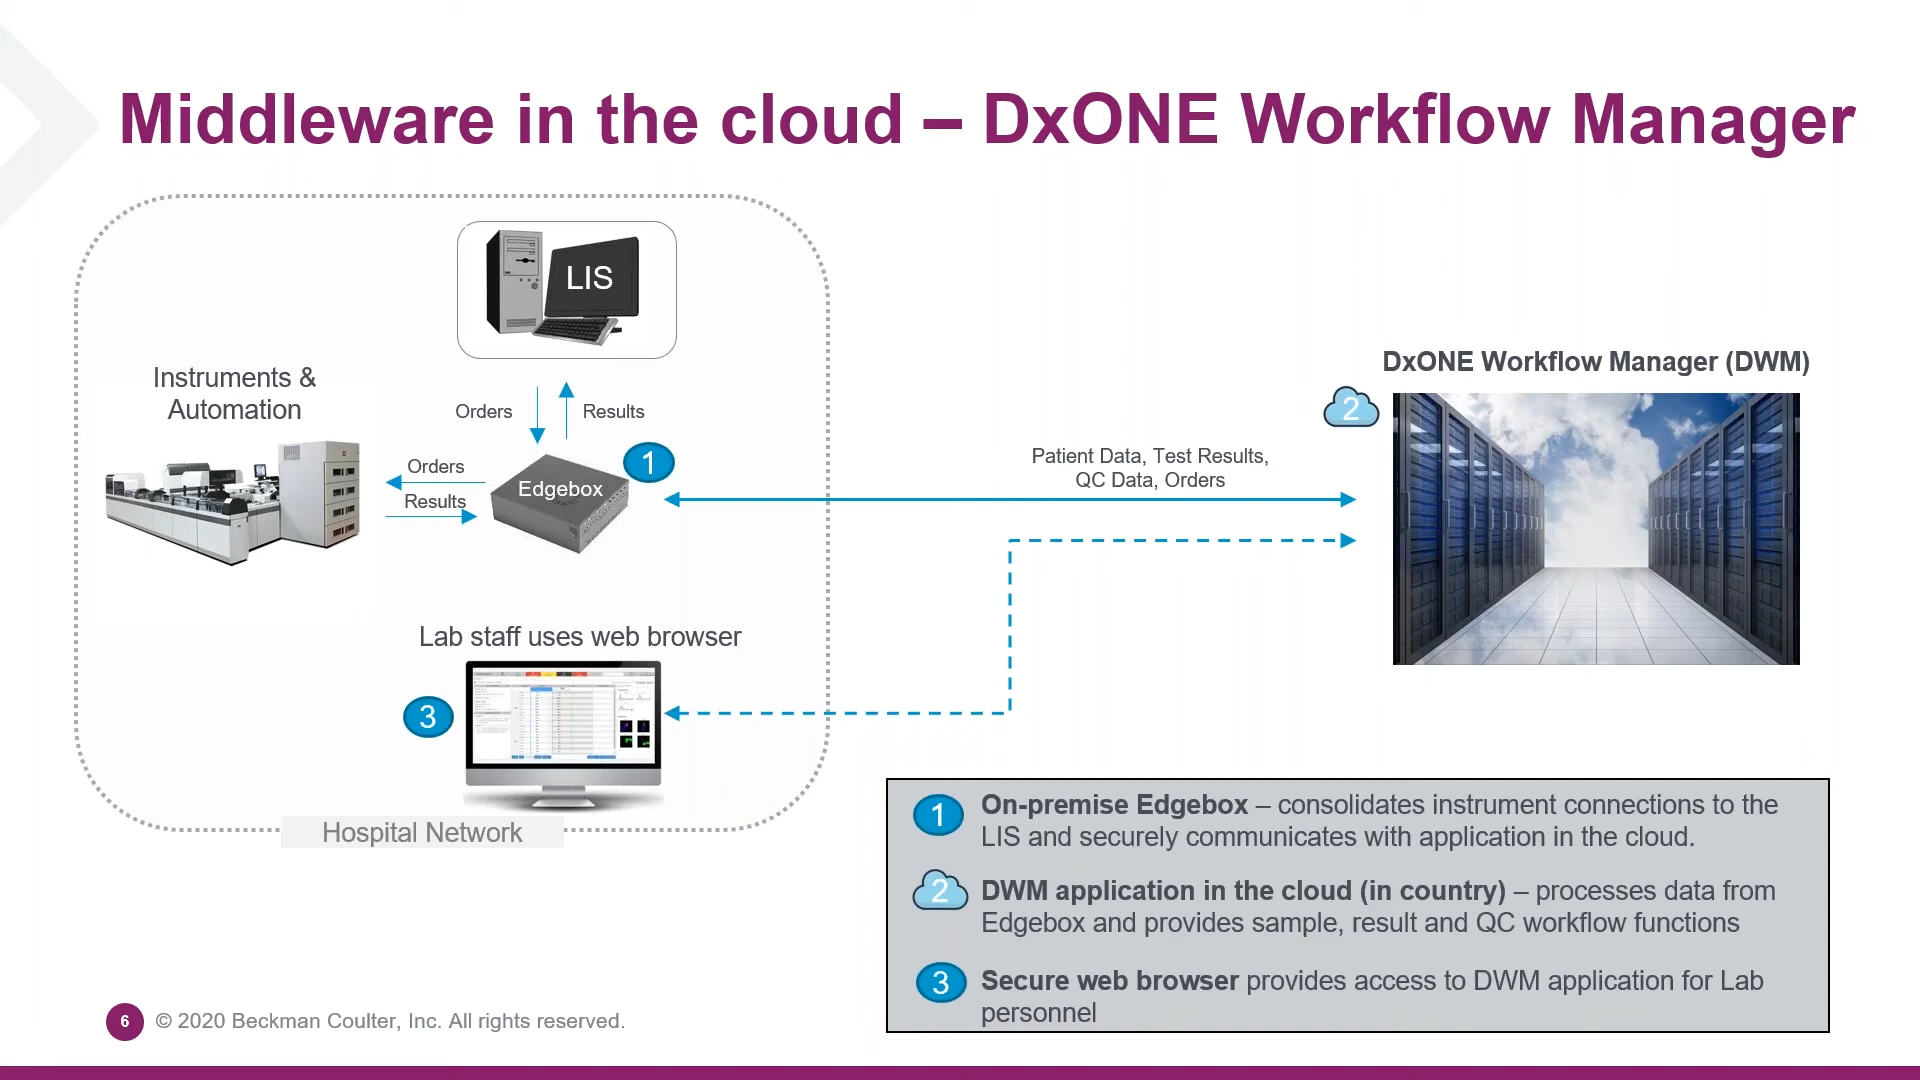 Middleware in the cloud – DxONE Workflow Manager
LIS
Instruments &
Automation
Orders
Results
Orders
Results
Edgebox
1
Patient Data, Test Results,
QC Data, Orders
DxONE Workflow Manager (DWM)
2
Lab staff uses web browser
3
Hospital Network
1 On-premise Edgebox – consolidates instrument connections to the
LIS and securely communicates with application in the cloud.
2 DWM application in the cloud (in country) – processes data from
Edgebox and provides sample, result and QC workflow functions
3 Secure web browser provides access to DWM application for Lab
personnel
6 © 2020 Beckman Coulter, Inc. All rights reserved.